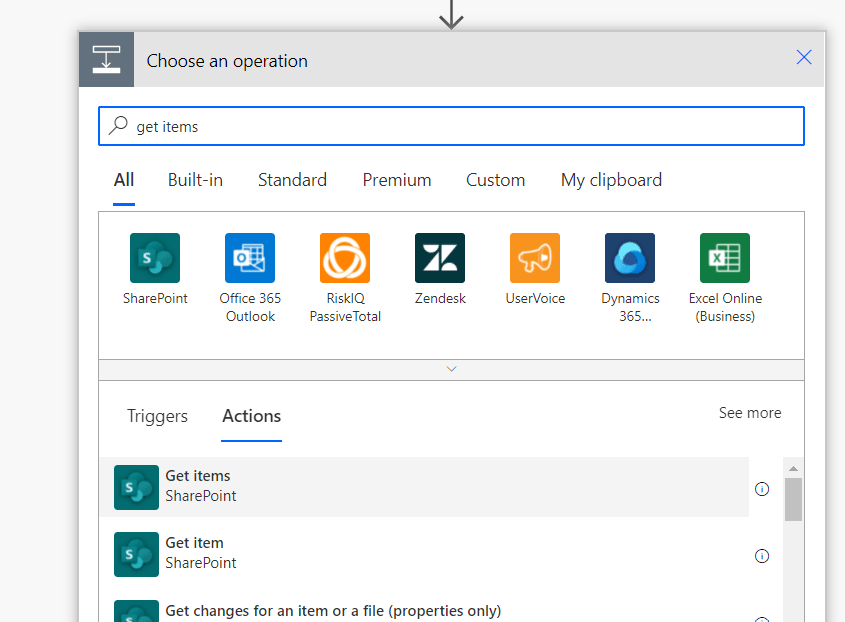 Choose an operation
get items
All Built-in Standard Premium Custom My clipboard
SharePoint Office 365 RiskIQ Zendesk UserVoice Dynamics Excel Online
Outlook PassiveTotal 365... (Business)
Triggers Actions See more
Get items
SharePoint
Get item
SharePoint
Get changes for an item or a file (properties only)